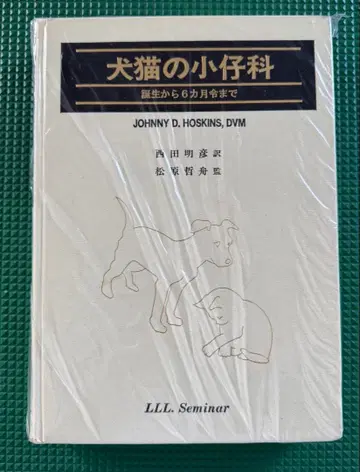 犬猫の小仔科
誕生から6カ月令まで
JOHNNY D. HOSKINS, DVM
西田明彦 訳
松原哲舟 監
LLL. Seminar